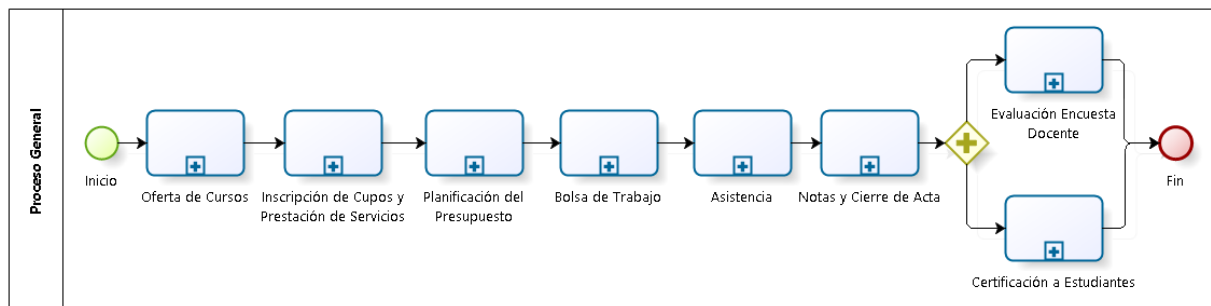 Proceso General
Inicio
Oferta de Cursos
Inscripción de Cupos y
Prestación de Servicios
Planificación del
Presupuesto
Bolsa de Trabajo
Asistencia
Notas y Cierre de Acta
Evaluación Encuesta
Docente
Certificación a Estudiantes
Fin